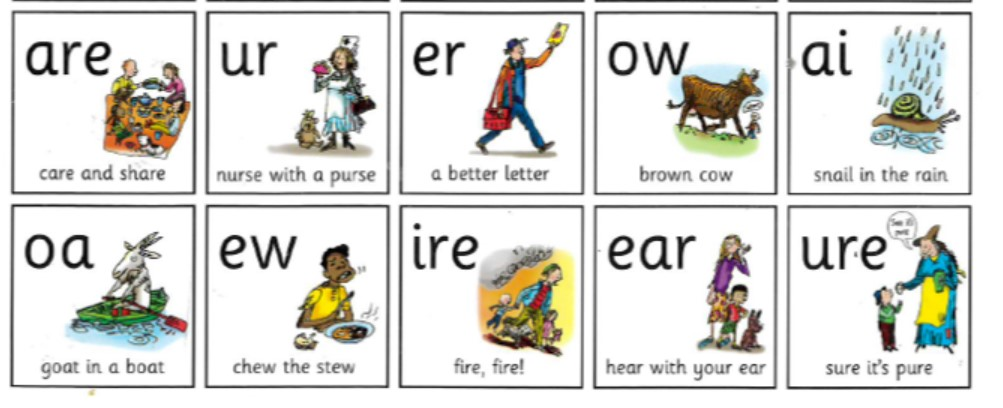 are
care and share
ur
nurse with a purse
er
a better letter
ow
brown cow
ai
snail in the rain
oa
goat in a boat
ew
chew the stew
ire
fire, fire!
ear
hear with your ear
ure
sure it's pure